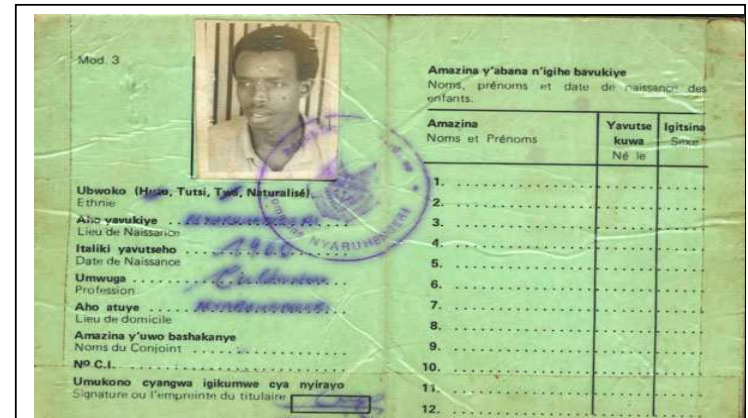 Mod. 3
Ubwoko (Hutu, Tutsi, Twa, Naturalisé)
Ethnie
Aho yavukiye
Lieu de Naissance
Italiki yavutseho 1966
Date de Naissance
Umwuga Cultivateur
Profession
Aho atuye
Lieu de domicile
Amazina y'uwo bashakanye
Noms du Conjoint
Nº C.I.
Umukono cyangwa igikumwe cya nyirayo
Signature ou l'empreinte du titulaire
NYARUHENGERI
Amazina y'abana n'igihe bavukiye
Noms, prénoms et date de naissance des
enfants.
Amazina Yavutse Igitsina
Noms et Prénoms kuwa Sexe
Né le
1.
2.
3.
4.
5.
6.
7.
8.
9.
10.
11.
12.